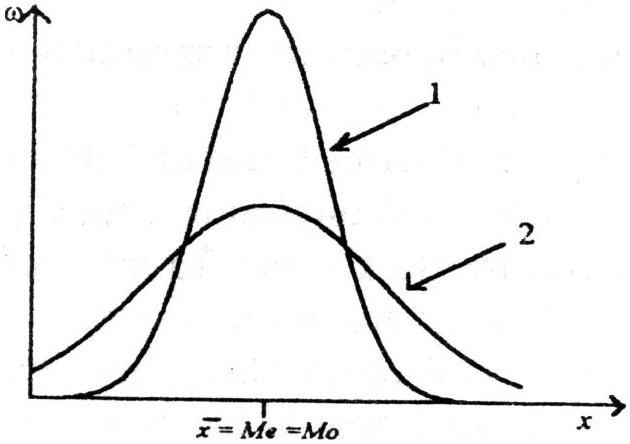 ω
1
2
x̄ = Me = Mo
x